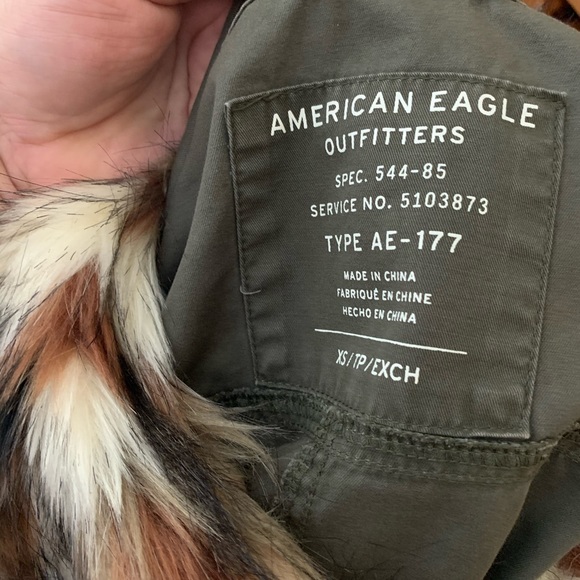 AMERICAN EAGLE
OUTFITTERS
SPEC. 544-85
SERVICE NO. 5103873
TYPE AE-177
MADE IN CHINA
FABRIQUÉ EN CHINE
HECHO EN CHINA
XS/TP/EXCH